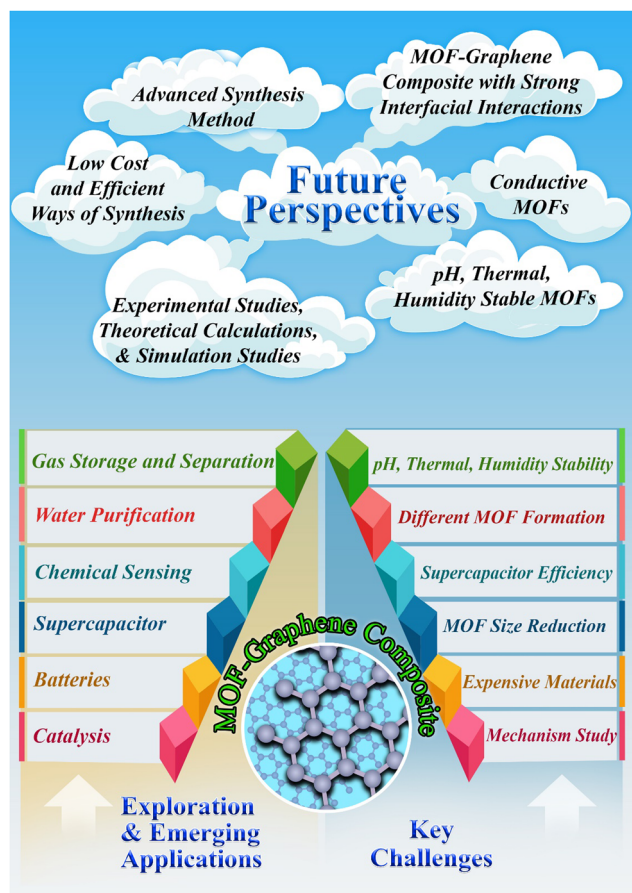 Advanced Synthesis
Method
MOF-Graphene
Composite with Strong
Interfacial Interactions
Low Cost
and Efficient
Ways of Synthesis
Future
Perspectives
Conductive
MOFs
Experimental Studies,
Theoretical Calculations,
& Simulation Studies
pH, Thermal,
Humidity Stable MOFs
Gas Storage and Separation
Water Purification
Chemical Sensing
Supercapacitor
Batteries
Catalysis
pH, Thermal, Humidity Stability
Different MOF Formation
Supercapacitor Efficiency
MOF Size Reduction
Expensive Materials
Mechanism Study
MOF-Graphene Composite
Exploration
& Emerging
Applications
Key
Challenges